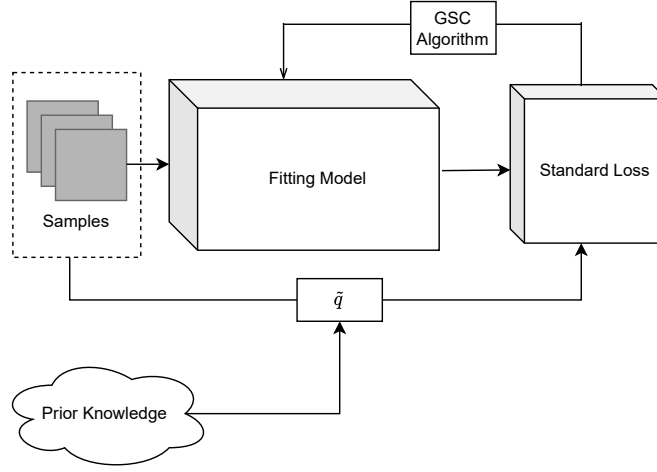 GSC
Algorithm
Samples
Fitting Model
Standard Loss
q̃
Prior Knowledge